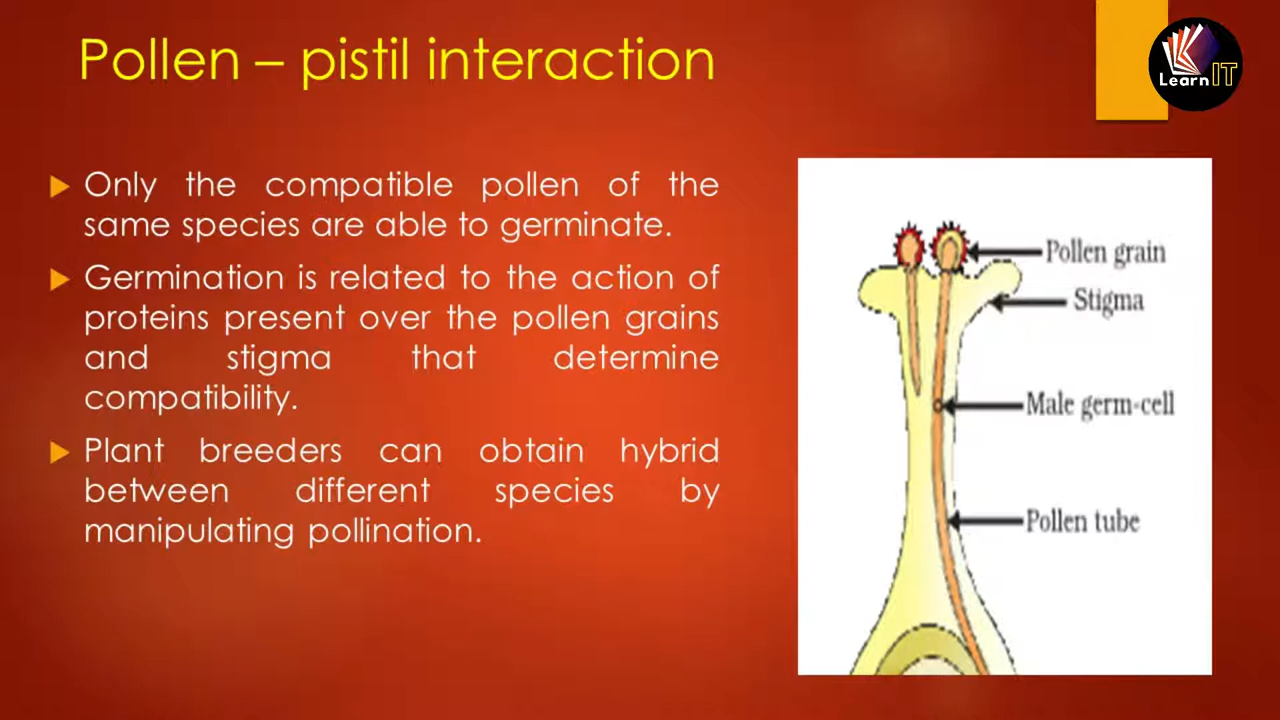 Pollen – pistil interaction
Learn IT
Only the compatible pollen of the
same species are able to germinate.
Germination is related to the action of
proteins present over the pollen grains
and stigma that determine
compatibility.
Plant breeders can obtain hybrid
between different species by
manipulating pollination.
Pollen grain
Stigma
Male germ-cell
Pollen tube